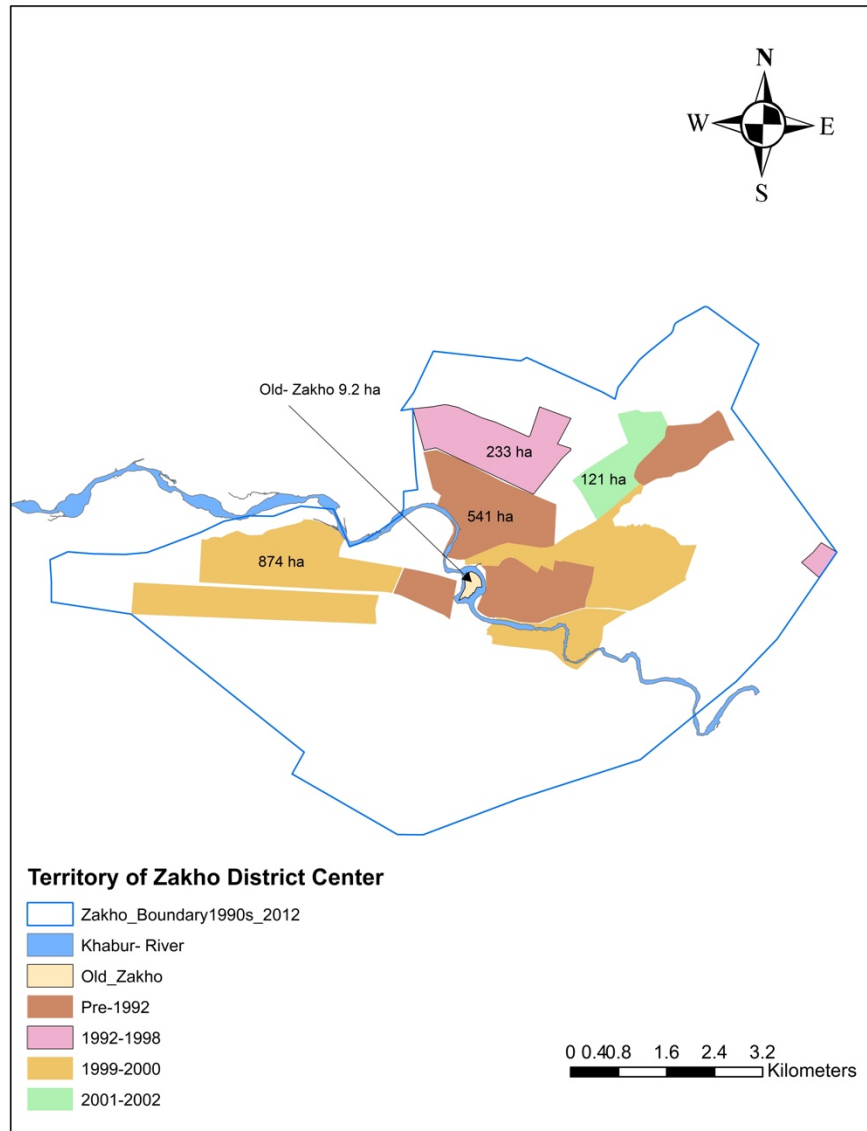 N
W E
S
Old- Zakho 9.2 ha
233 ha
121 ha
541 ha
874 ha
Territory of Zakho District Center
Zakho_Boundary1990s_2012
Khabur- River
Old_Zakho
Pre-1992
1992-1998
1999-2000
2001-2002
0 0.40.8 1.6 2.4 3.2
Kilometers